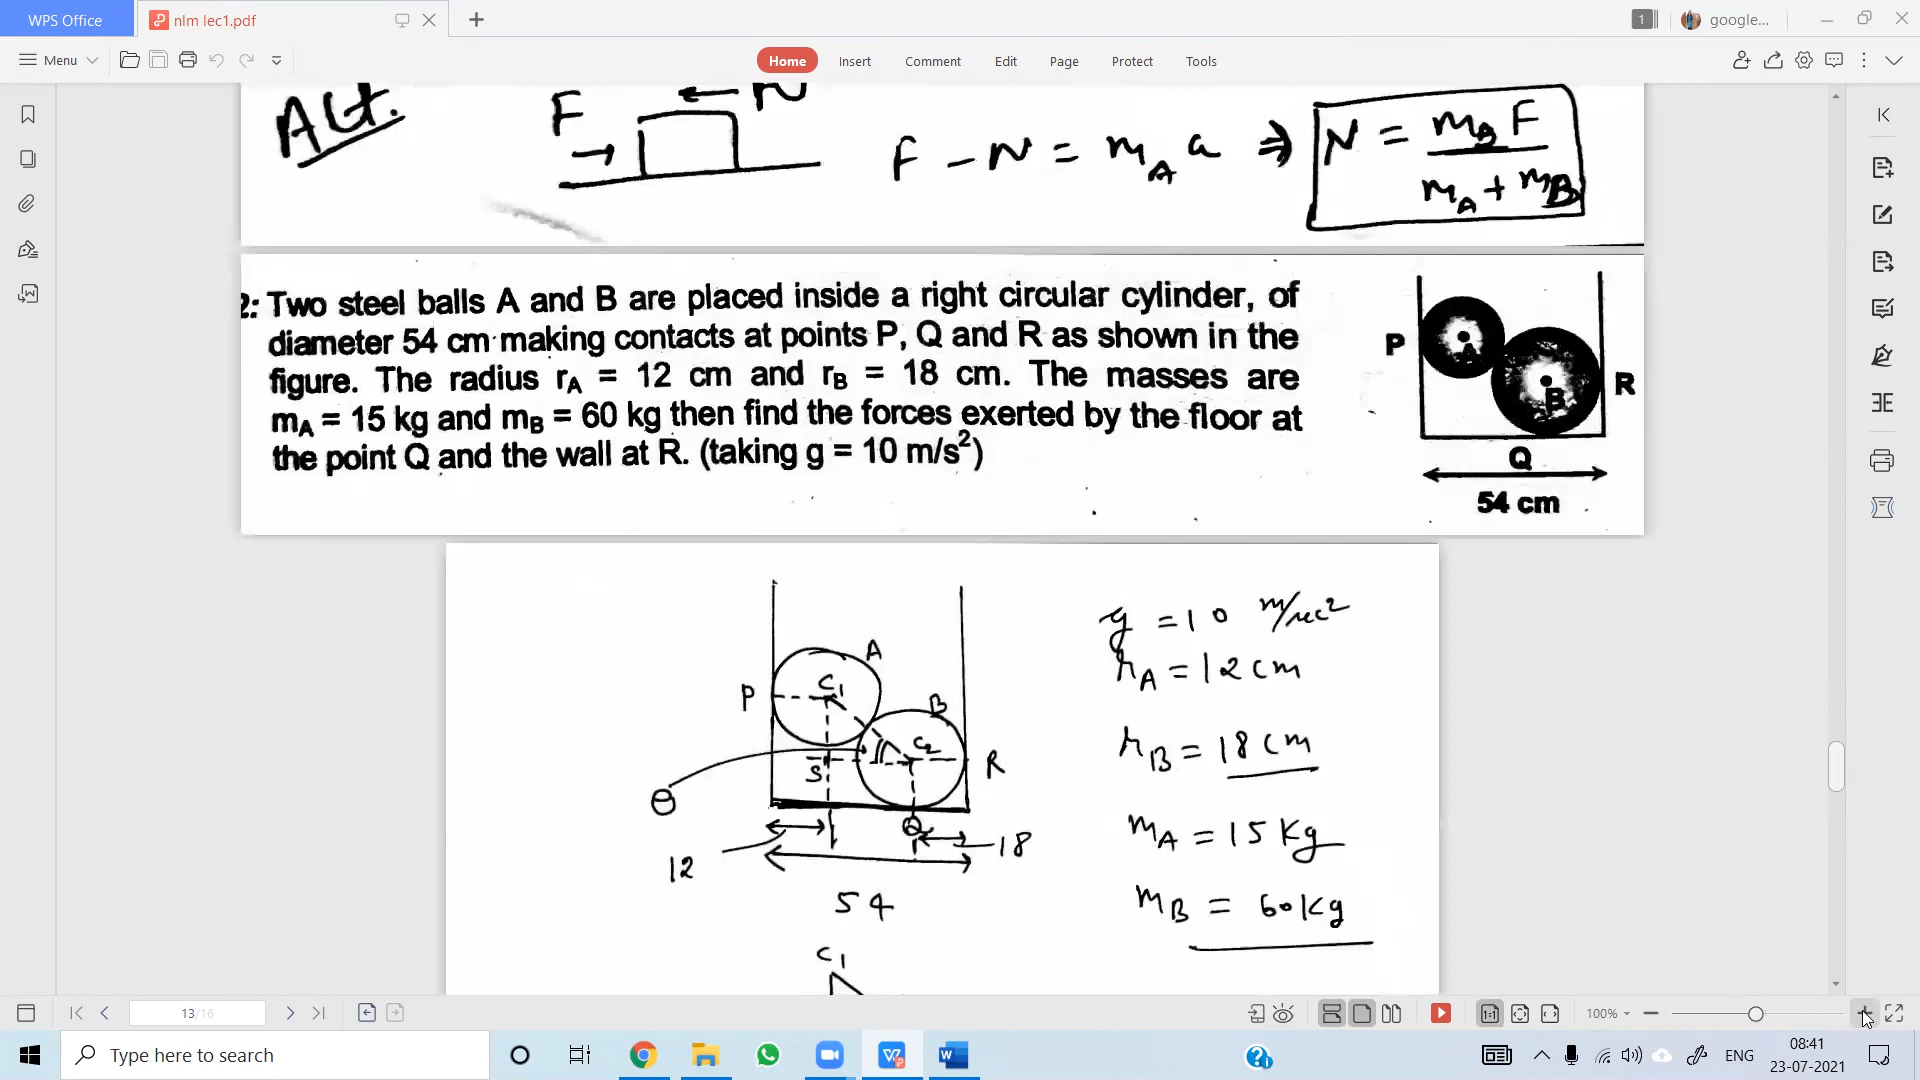 WPS Office
nlm lec1.pdf
1
google...
Menu
Home
Insert
Comment
Edit
Page
Protect
Tools
Alt.
F
N
F - N = mA a ⇒ N = mB F / mA + mB
2: Two steel balls A and B are placed inside a right circular cylinder, of
diameter 54 cm making contacts at points P, Q and R as shown in the
figure. The radius rA = 12 cm and rB = 18 cm. The masses are
mA = 15 kg and mB = 60 kg then find the forces exerted by the floor at
the point Q and the wall at R. (taking g = 10 m/s²)
P
A
B
R
Q
54 cm
A
C1
P
B
C2
S
R
θ
Q
12
18
54
C1
g = 10 m/sec2
rA = 12 cm
rB = 18 cm
mA = 15 Kg
mB = 60 Kg
13/16
1:1
100%
Type here to search
ENG
08:41
23-07-2021